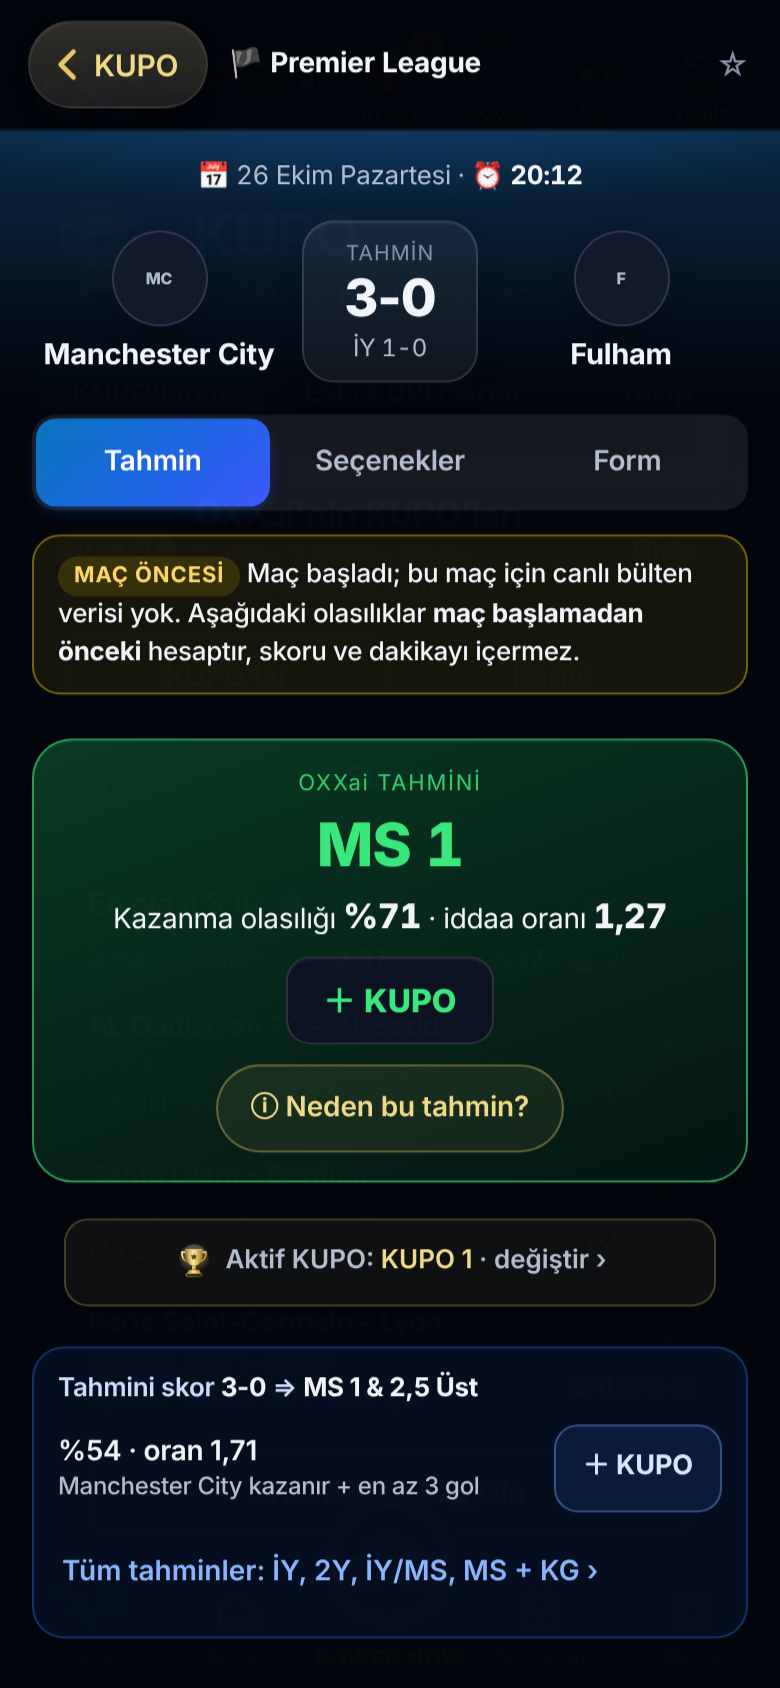 KUPO
Premier League
26 Ekim Pazartesi · 20:12
MC
TAHMİN
3-0
İY 1-0
F
Manchester City
Fulham
Tahmin
Seçenekler
Form
MAÇ ÖNCESİ Maç başladı; bu maç için canlı bülten
verisi yok. Aşağıdaki olasılıklar maç başlamadan
önceki hesaptır, skoru ve dakikayı içermez.
OXXai TAHMİNİ
MS 1
Kazanma olasılığı %71 · iddaa oranı 1,27
+ KUPO
Neden bu tahmin?
Aktif KUPO: KUPO 1 · değiştir ›
Tahmini skor 3-0 ⇒ MS 1 & 2,5 Üst
%54 · oran 1,71
Manchester City kazanır + en az 3 gol
+ KUPO
Tüm tahminler: İY, 2Y, İY/MS, MS + KG ›